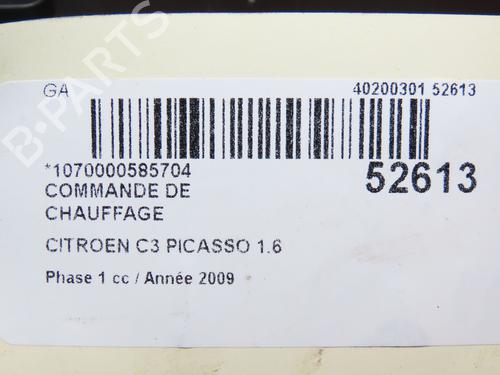 B-PARTS
GA 40200301 52613
*1070000585704 52613
COMMANDE DE
CHAUFFAGE
CITROEN C3 PICASSO 1.6
Phase 1 cc / Année 2009